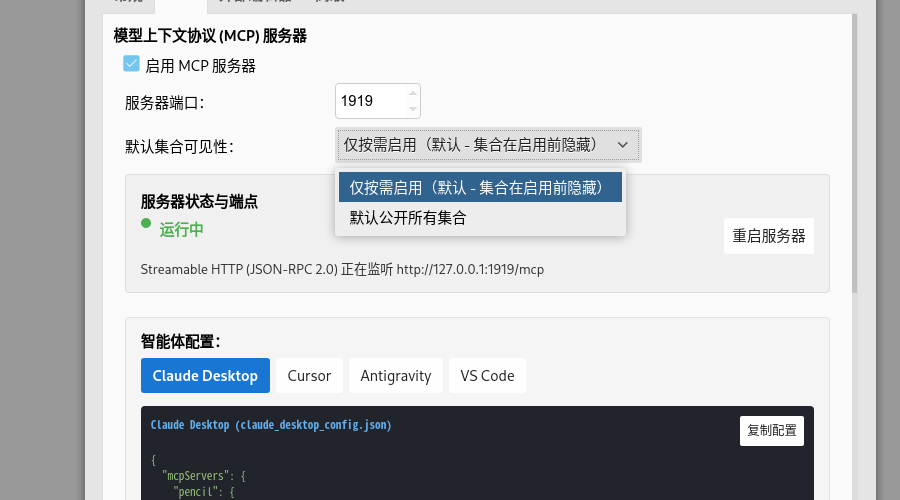 模型上下文协议 (MCP) 服务器
启用 MCP 服务器
服务器端口：
1919
默认集合可见性：
仅按需启用（默认 - 集合在启用前隐藏）
仅按需启用（默认 - 集合在启用前隐藏）
默认公开所有集合
服务器状态与端点
运行中
重启服务器
Streamable HTTP (JSON-RPC 2.0) 正在监听 http://127.0.0.1:1919/mcp
智能体配置：
Claude Desktop
Cursor
Antigravity
VS Code
Claude Desktop (claude_desktop_config.json)
复制配置
{
"mcpServers": {
"pencil": {